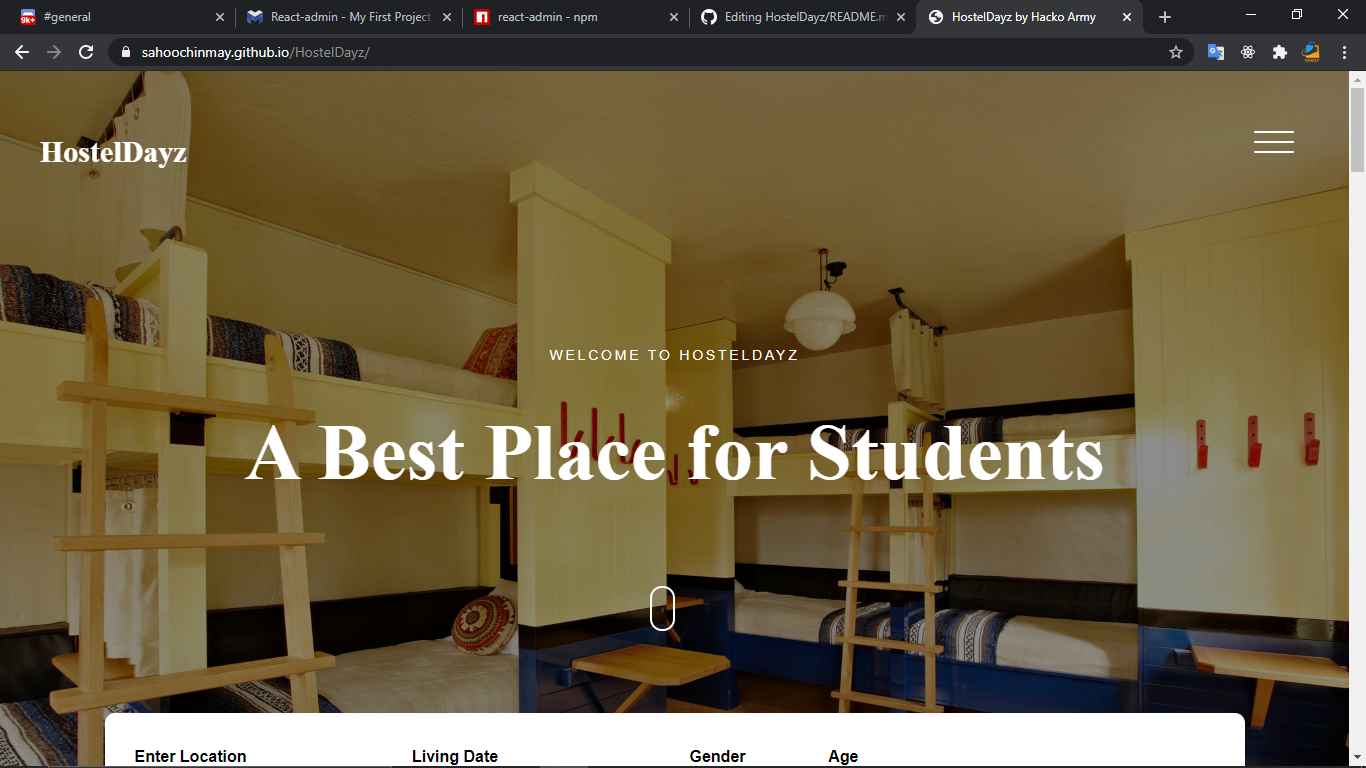 9k+
#general
React-admin - My First Project
react-admin - npm
Editing HostelDayz/README.m
HostelDayz by Hacko Army
sahoochinmay.github.io/HostelDayz/
HostelDayz
WELCOME TO HOSTELDAYZ
A Best Place for Students
Enter Location
Living Date
Gender
Age